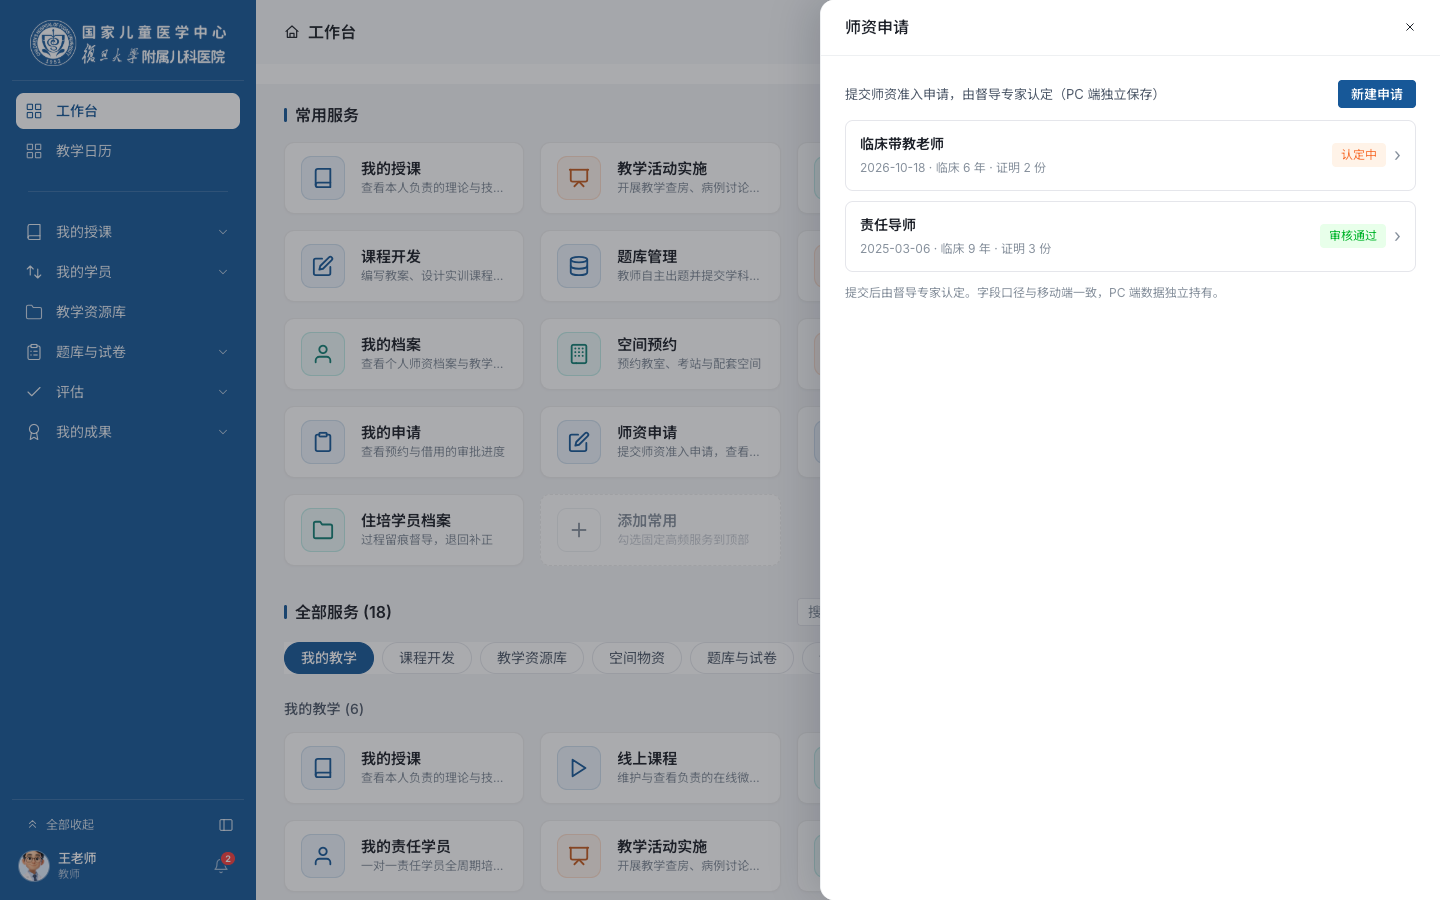 国家儿童医学中心
復旦大学附属儿科医院
工作台
教学日历
我的授课
我的学员
教学资源库
题库与试卷
评估
我的成果
全部收起
王老师
教师
2
工作台
常用服务
我的授课
查看本人负责的理论与技...
教学活动实施
开展教学查房、病例讨论...
课程开发
编写教案、设计实训课程...
题库管理
教师自主出题并提交学科...
我的档案
查看个人师资档案与教学...
空间预约
预约教室、考站与配套空间
我的申请
查看预约与借用的审批进度
师资申请
提交师资准入申请，查看...
住培学员档案
过程留痕督导，退回补正
添加常用
勾选固定高频服务到顶部
全部服务 (18)
搜
我的教学
课程开发
教学资源库
空间物资
题库与试卷
我的教学 (6)
我的授课
查看本人负责的理论与技...
线上课程
维护与查看负责的在线微...
我的责任学员
一对一责任学员全周期培...
教学活动实施
开展教学查房、病例讨论...
师资申请
提交师资准入申请，由督导专家认定（PC 端独立保存）
新建申请
临床带教老师
2026-10-18 · 临床 6 年 · 证明 2 份
认定中
责任导师
2025-03-06 · 临床 9 年 · 证明 3 份
审核通过
提交后由督导专家认定。字段口径与移动端一致，PC 端数据独立持有。